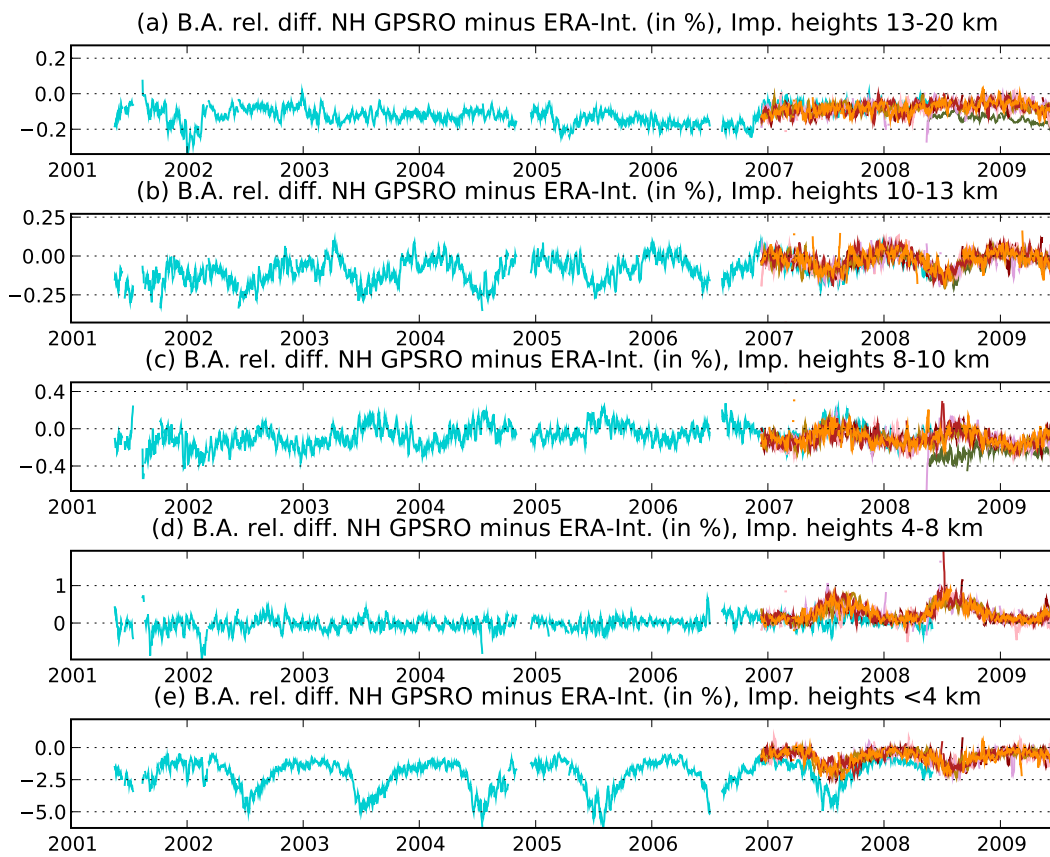 (a) B.A. rel. diff. NH GPSRO minus ERA-Int. (in %), Imp. heights 13-20 km
0.2
0.0
−0.2
2001 2002 2003 2004 2005 2006 2007 2008 2009
(b) B.A. rel. diff. NH GPSRO minus ERA-Int. (in %), Imp. heights 10-13 km
0.25
0.00
−0.25
2001 2002 2003 2004 2005 2006 2007 2008 2009
(c) B.A. rel. diff. NH GPSRO minus ERA-Int. (in %), Imp. heights 8-10 km
0.4
0.0
−0.4
2001 2002 2003 2004 2005 2006 2007 2008 2009
(d) B.A. rel. diff. NH GPSRO minus ERA-Int. (in %), Imp. heights 4-8 km
1
0
2001 2002 2003 2004 2005 2006 2007 2008 2009
(e) B.A. rel. diff. NH GPSRO minus ERA-Int. (in %), Imp. heights <4 km
0.0
−2.5
−5.0
2001 2002 2003 2004 2005 2006 2007 2008 2009